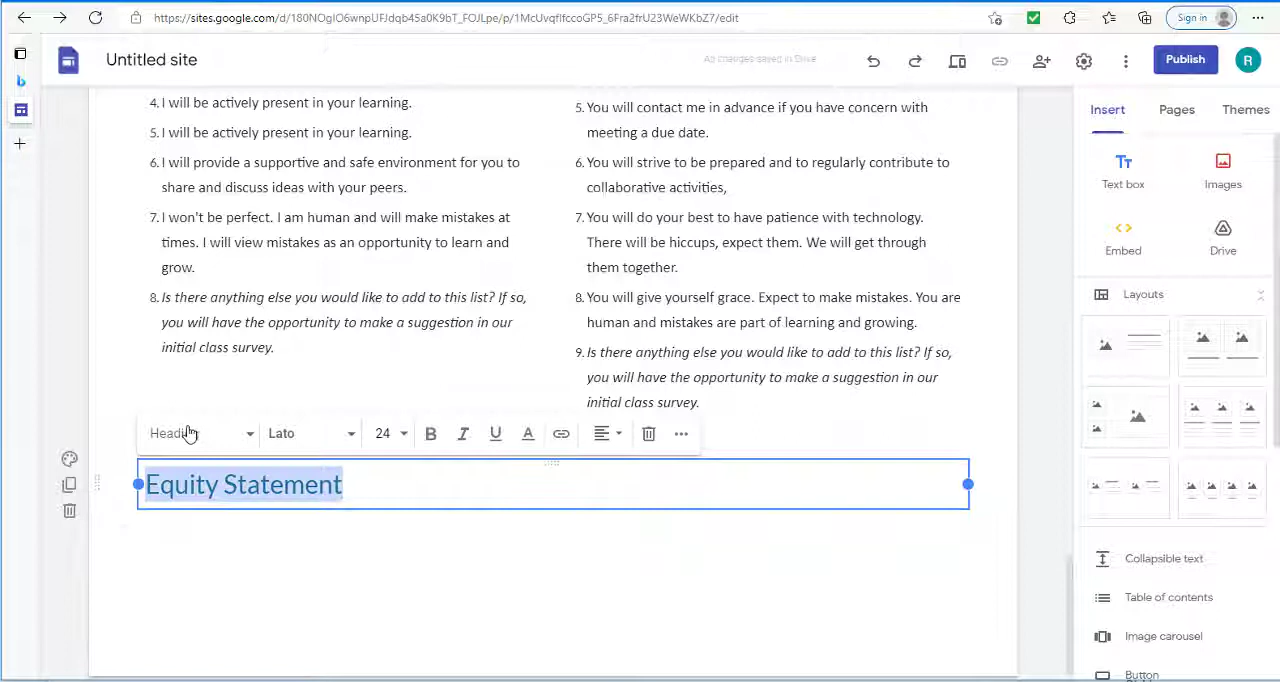 https://sites.google.com/d/180NOgIO6wnpUFJdqb45a0K9bT_FOJLpe/p/1McUvqfIfccoGP5_6Fra2frU23WeWKbZ7/edit
Sign in
Untitled site
All changes saved in Drive
Publish
R
4. I will be actively present in your learning.
5. I will be actively present in your learning.
6. I will provide a supportive and safe environment for you to
share and discuss ideas with your peers.
7. I won't be perfect. I am human and will make mistakes at
times. I will view mistakes as an opportunity to learn and
grow.
8. Is there anything else you would like to add to this list? If so,
you will have the opportunity to make a suggestion in our
initial class survey.
5. You will contact me in advance if you have concern with
meeting a due date.
6. You will strive to be prepared and to regularly contribute to
collaborative activities,
7. You will do your best to have patience with technology.
There will be hiccups, expect them. We will get through
them together.
8. You will give yourself grace. Expect to make mistakes. You are
human and mistakes are part of learning and growing.
9. Is there anything else you would like to add to this list? If so,
you will have the opportunity to make a suggestion in our
initial class survey.
Lato
24
B I U A
Equity Statement
Insert
Pages
Themes
Text box
Images
Embed
Drive
Layouts
Collapsible text
Table of contents
Image carousel
Button